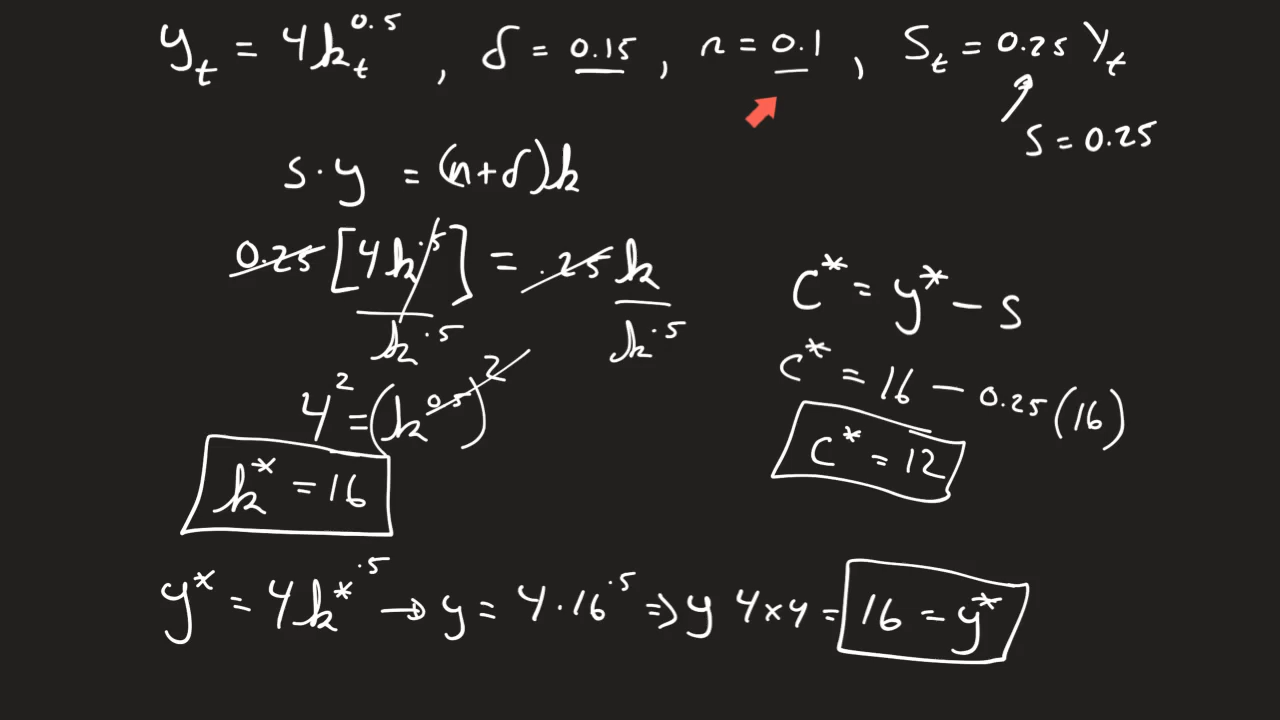 y_t = 4k_t^0.5 , δ = 0.15 , n = 0.1 , S_t = 0.25 Y_t
S = 0.25
s · y = (n+δ)k
0.25 [4k^.5] = .25 k
k^.5 k^.5
4^2 = (k^0.5)^2
k* = 16
C* = y* - s
C* = 16 - 0.25 (16)
C* = 12
y* = 4k*^.5 → y = 4 · 16^.5 ⇒ y 4 x 4 = 16 = y*